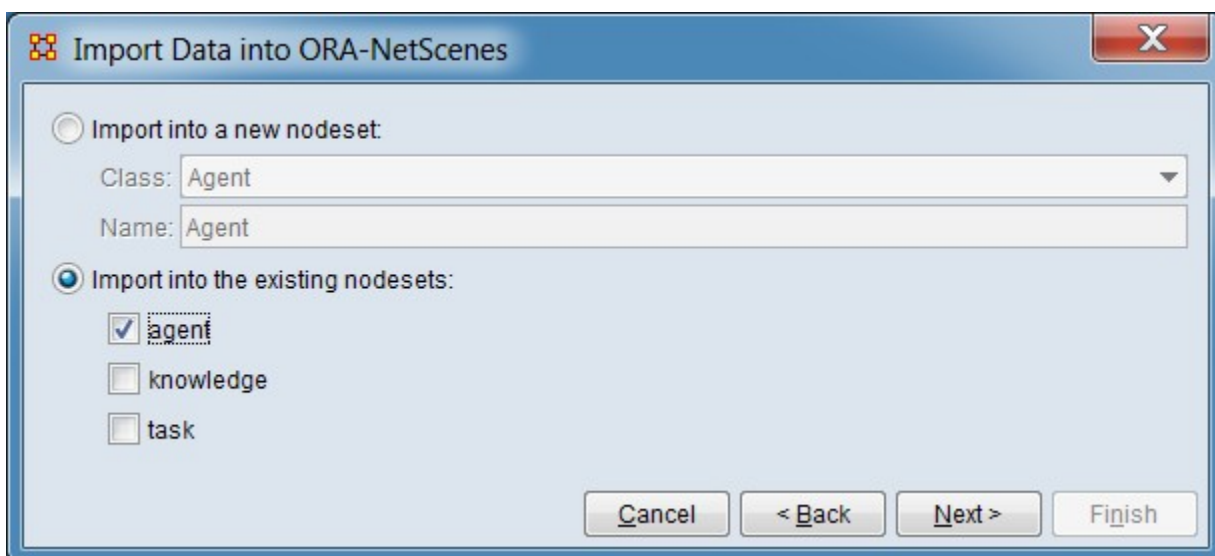 Import Data into ORA-NetScenes
Import into a new nodeset:
Class: Agent
Name: Agent
Import into the existing nodesets:
agent
knowledge
task
Cancel < Back Next > Finish